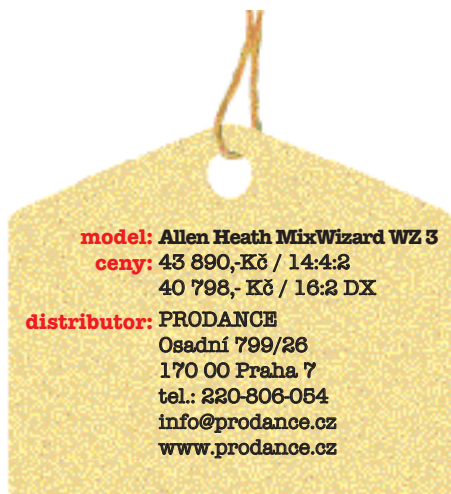 model: Allen Heath MixWizard WZ 3
ceny: 43 890,-Kč / 14:4:2
40 798,- Kč / 16:2 DX
distributor: PRODANCE
Osadní 799/26
170 00 Praha 7
tel.: 220-806-054
info@prodance.cz
www.prodance.cz